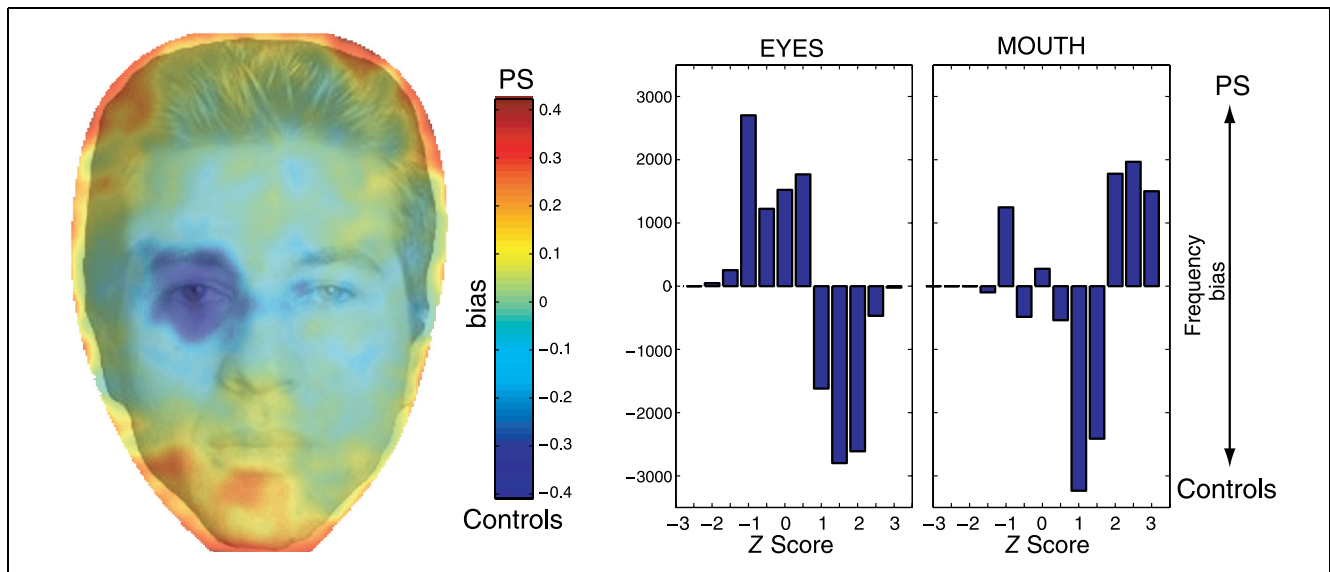 PS
0.4
0.3
0.2
0.1
0
−0.1
−0.2
−0.3
−0.4
bias
Controls
EYES
3000
2000
1000
0
−1000
−2000
−3000
−3 −2 −1 0 1 2 3
Z Score
MOUTH
−3 −2 −1 0 1 2 3
Z Score
PS
Frequency
bias
Controls